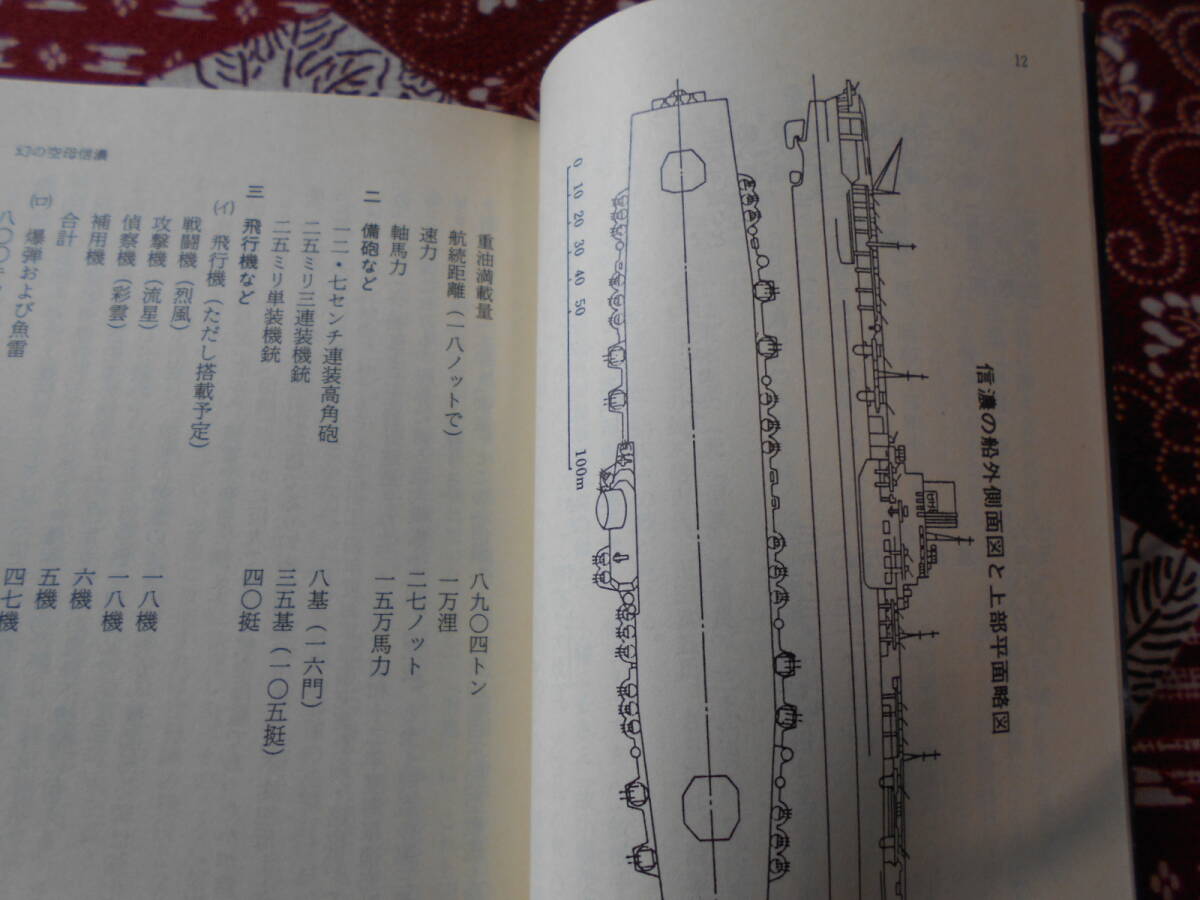 12
信濃の船外側面図と上部平面略図
0 10 20 30 40 50 100m
重油満載量 八九〇四トン
航続距離（一八ノットで） 一万浬
速力 二七ノット
軸馬力 一五万馬力
二 備砲など
一二・七センチ連装高角砲 八基（一六門）
二五ミリ三連装機銃 三五基（一〇五挺）
二五ミリ単装機銃 四〇挺
三 飛行機など
(イ) 飛行機（ただし搭載予定）
戦闘機（烈風） 一八機
攻撃機（流星） 一八機
偵察機（彩雲） 六機
補用機 五機
合計 四七機
(ロ) 爆弾および魚雷
八〇〇
幻の空母信濃